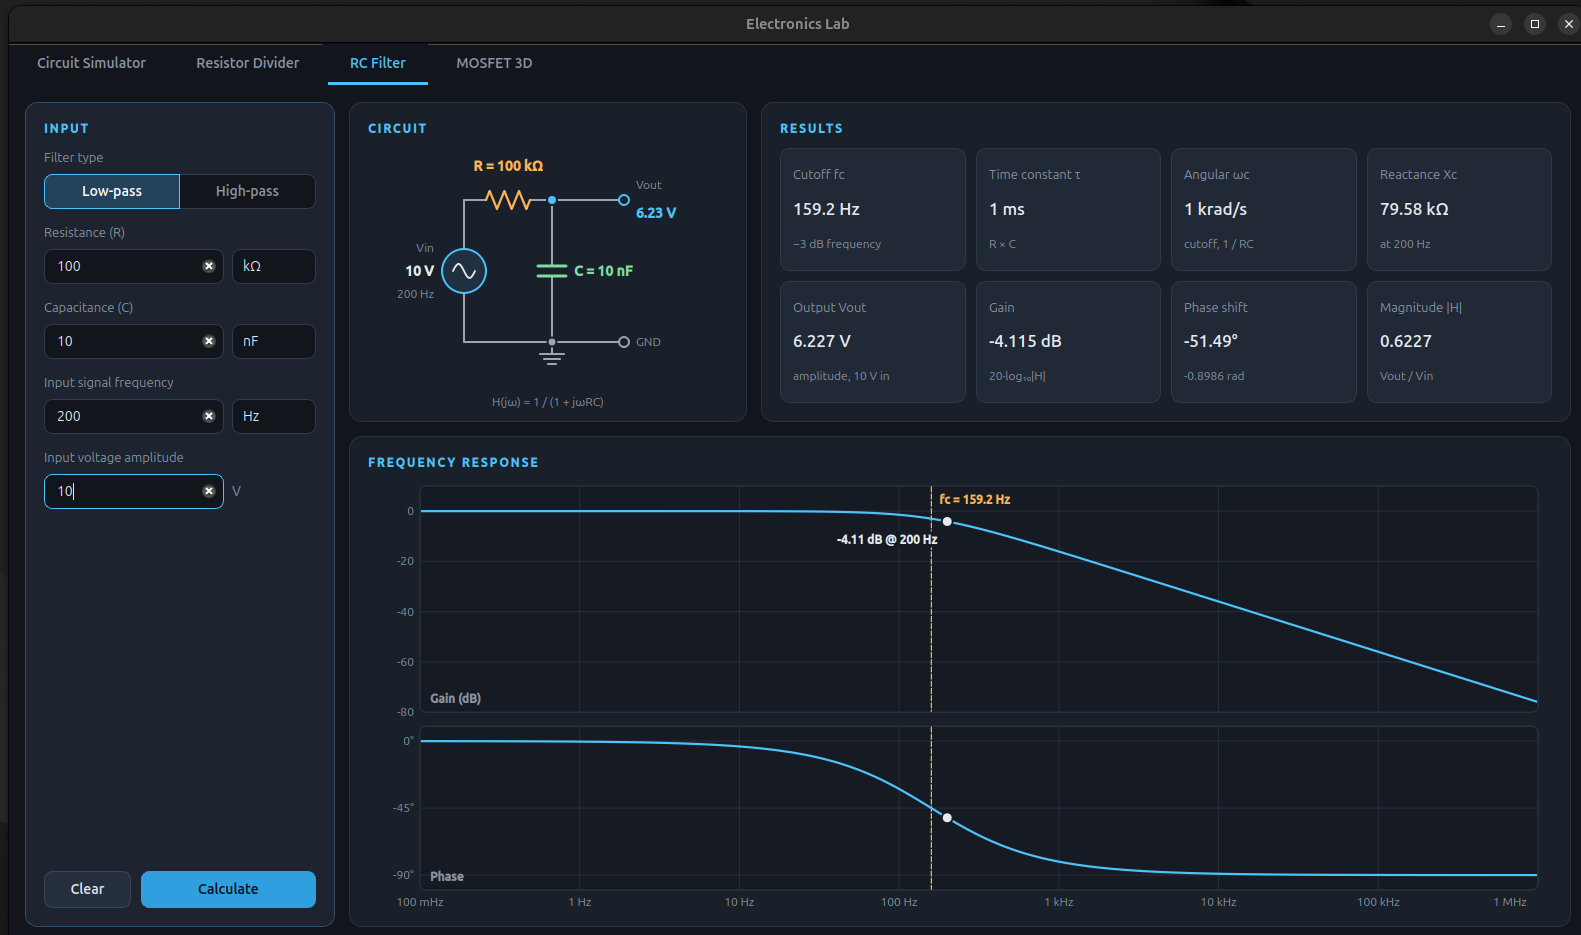 Electronics Lab
Circuit Simulator
Resistor Divider
RC Filter
MOSFET 3D
INPUT
Filter type
Low-pass
High-pass
Resistance (R)
100
kΩ
Capacitance (C)
10
nF
Input signal frequency
200
Hz
Input voltage amplitude
10
V
Clear
Calculate
CIRCUIT
R = 100 kΩ
Vout
6.23 V
Vin
10 V
200 Hz
C = 10 nF
GND
H(jω) = 1 / (1 + jωRC)
RESULTS
Cutoff fc
159.2 Hz
−3 dB frequency
Time constant τ
1 ms
R × C
Angular ωc
1 krad/s
cutoff, 1 / RC
Reactance Xc
79.58 kΩ
at 200 Hz
Output Vout
6.227 V
amplitude, 10 V in
Gain
-4.115 dB
20·log₁₀|H|
Phase shift
-51.49°
-0.8986 rad
Magnitude |H|
0.6227
Vout / Vin
FREQUENCY RESPONSE
fc = 159.2 Hz
-4.11 dB @ 200 Hz
0
-20
-40
-60
-80
Gain (dB)
0°
-45°
-90°
Phase
100 mHz
1 Hz
10 Hz
100 Hz
1 kHz
10 kHz
100 kHz
1 MHz